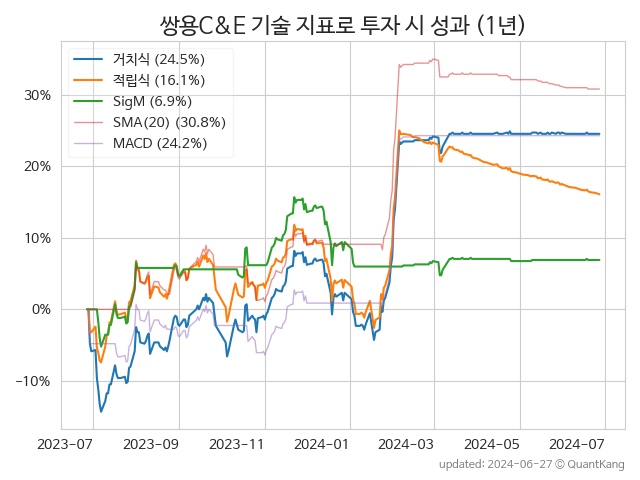 쌍용C&E 기술 지표로 투자 시 성과 (1년)
거치식 (24.5%)
적립식 (16.1%)
SigM (6.9%)
SMA(20) (30.8%)
MACD (24.2%)
30%
20%
10%
0%
−10%
2023-07 2023-09 2023-11 2024-01 2024-03 2024-05 2024-07
updated: 2024-06-27 © QuantKang